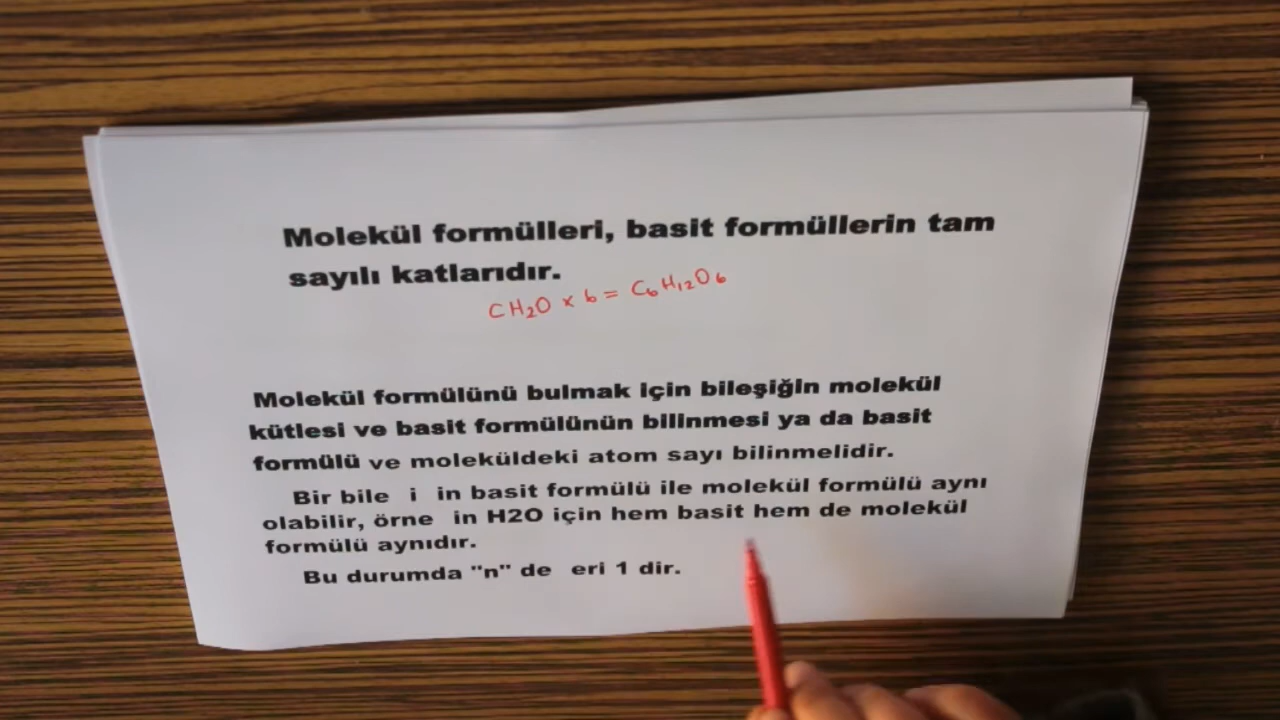 Molekül formülleri, basit formüllerin tam
sayılı katlarıdır.
CH₂O x 6 = C₆H₁₂O₆
Molekül formülünü bulmak için bileşiğin molekül
kütlesi ve basit formülünün bilinmesi ya da basit
formülü ve moleküldeki atom sayı bilinmelidir.
Bir bile i in basit formülü ile molekül formülü aynı
olabilir, örne in H2O için hem basit hem de molekül
formülü aynıdır.
Bu durumda "n" de eri 1 dir.